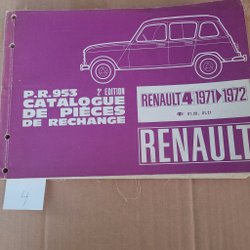 P.R.953 2e EDITION
CATALOGUE
DE PIÈCES
DE RECHANGE
RENAULT 4 1971 ▶ 1972
RENAULT
4